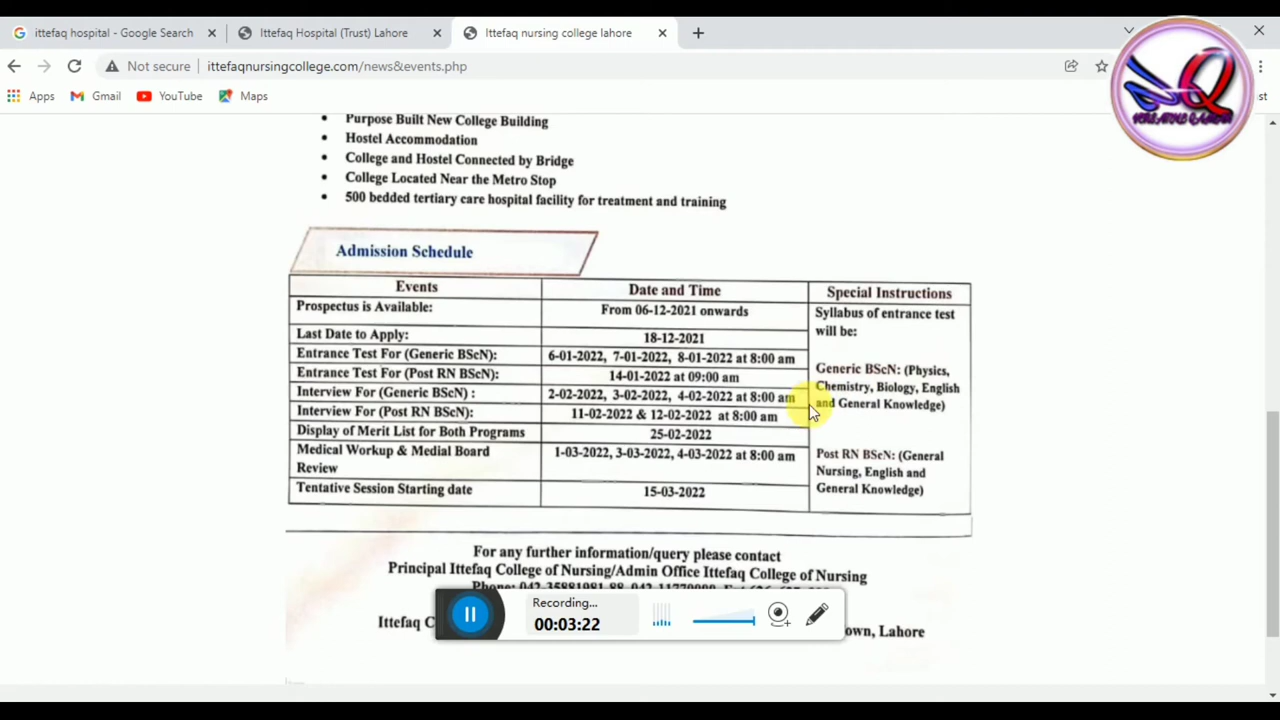 ittefaq hospital - Google Search
Ittefaq Hospital (Trust) Lahore
Ittefaq nursing college lahore
Not secure
ittefaqnursingcollege.com/news&events.php
Apps
Gmail
YouTube
Maps
Purpose Built New College Building
Hostel Accommodation
College and Hostel Connected by Bridge
College Located Near the Metro Stop
500 bedded tertiary care hospital facility for treatment and training
Admission Schedule
Events
Date and Time
Special Instructions
Prospectus is Available:
From 06-12-2021 onwards
Last Date to Apply:
18-12-2021
Entrance Test For (Generic BScN):
6-01-2022, 7-01-2022, 8-01-2022 at 8:00 am
Entrance Test For (Post RN BScN):
14-01-2022 at 09:00 am
Interview For (Generic BScN) :
2-02-2022, 3-02-2022, 4-02-2022 at 8:00 am
Interview For (Post RN BScN):
11-02-2022 & 12-02-2022 at 8:00 am
Display of Merit List for Both Programs
25-02-2022
Medical Workup & Medial Board
Review
1-03-2022, 3-03-2022, 4-03-2022 at 8:00 am
Tentative Session Starting date
15-03-2022
Syllabus of entrance test
will be:
Generic BScN: (Physics,
Chemistry, Biology, English
and General Knowledge)
Post RN BScN: (General
Nursing, English and
General Knowledge)
For any further information/query please contact
Principal Ittefaq College of Nursing/Admin Office Ittefaq College of Nursing
Recording...
00:03:22
Ittefaq
Lahore